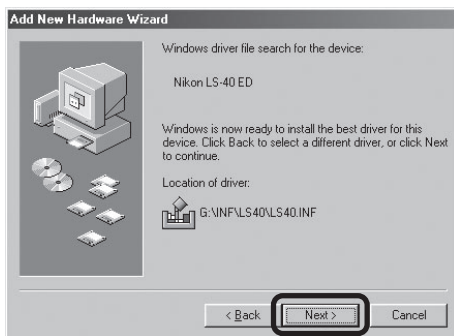 Add New Hardware Wizard
Windows driver file search for the device:
Nikon LS-40 ED
Windows is now ready to install the best driver for this
device. Click Back to select a different driver, or click Next
to continue.
Location of driver:
G:\INF\LS40\LS40.INF
< Back
Next >
Cancel